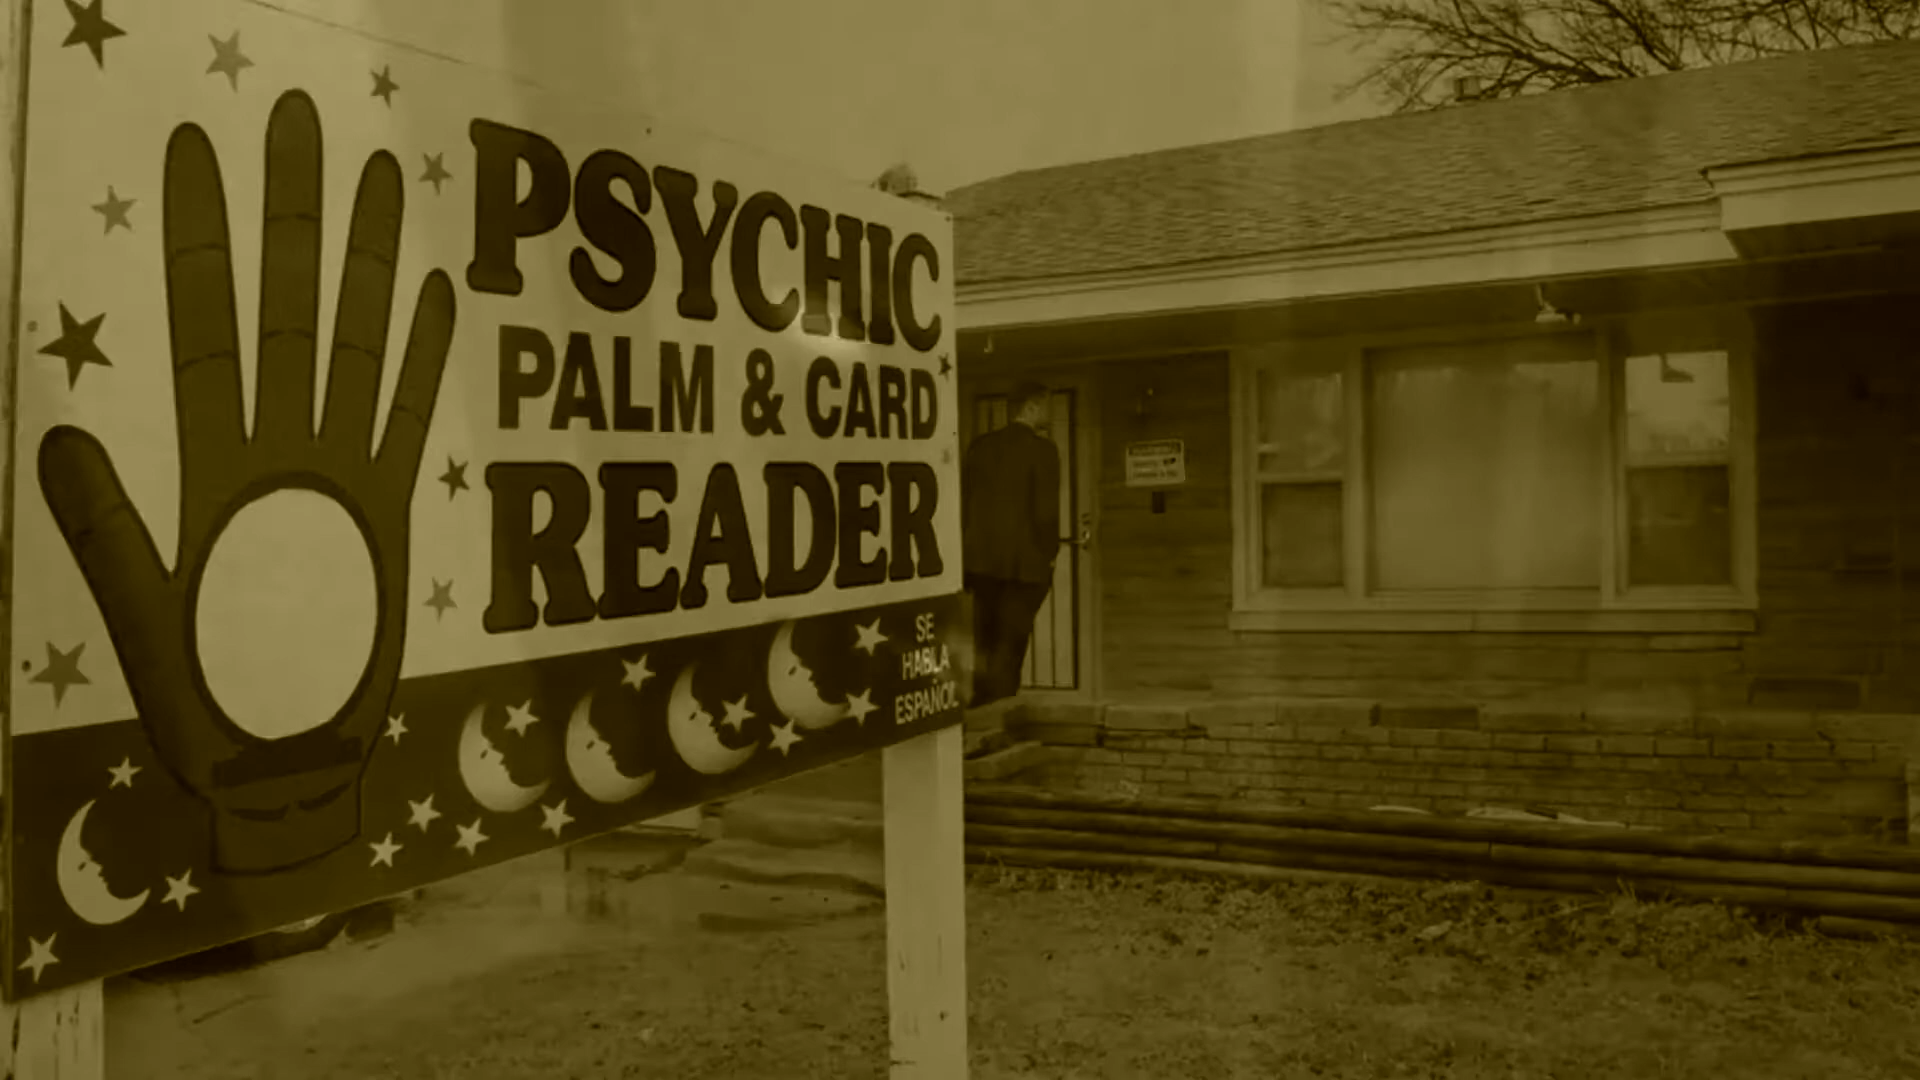 PSYCHIC
PALM & CARD
READER
SE
HABLA
ESPAÑOL